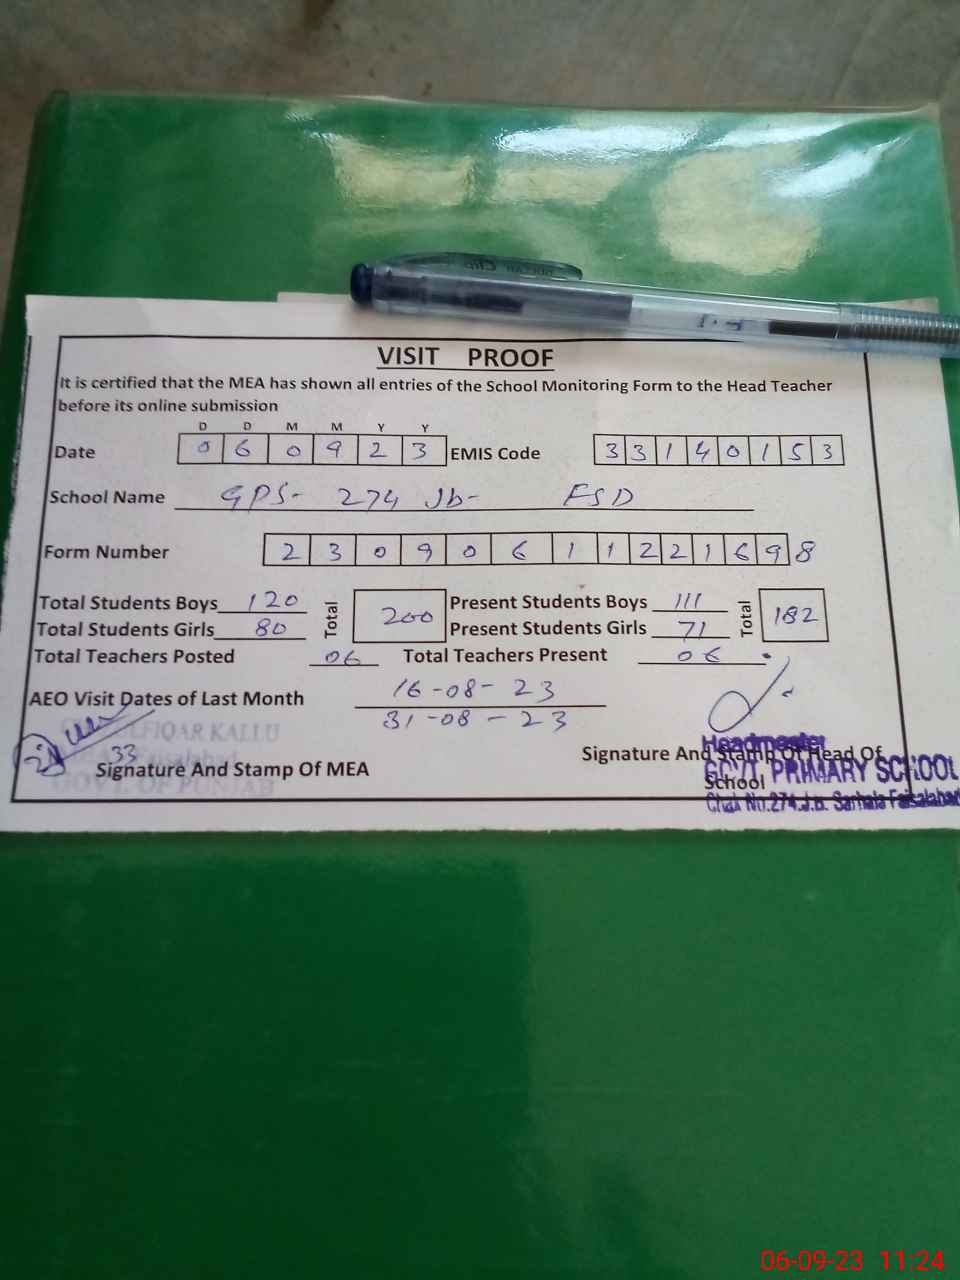 VISIT PROOF
It is certified that the MEA has shown all entries of the School Monitoring Form to the Head Teacher
before its online submission
D D M M Y Y
Date 0 6 0 9 2 3 EMIS Code 3 3 1 4 0 1 5 3
School Name GPS- 274 Jb- FSD
Form Number 2 3 0 9 0 6 1 1 2 2 1 6 9 8
Total Students Boys 120 Total 200 Present Students Boys 111 Total 182
Total Students Girls 80 Present Students Girls 71
Total Teachers Posted 06 Total Teachers Present 06
AEO Visit Dates of Last Month 16-08-23
31-08-23
FIQAR KALLU
33
Signature And Stamp Of MEA
GOVT. OF PUNJAB
Signature And Stamp Of Head Of
School
Headmaster
GOVT. PRIMARY SCHOOL
Chak No.274.J.B. Sarhala Faisalabad
06-09-23 11:24